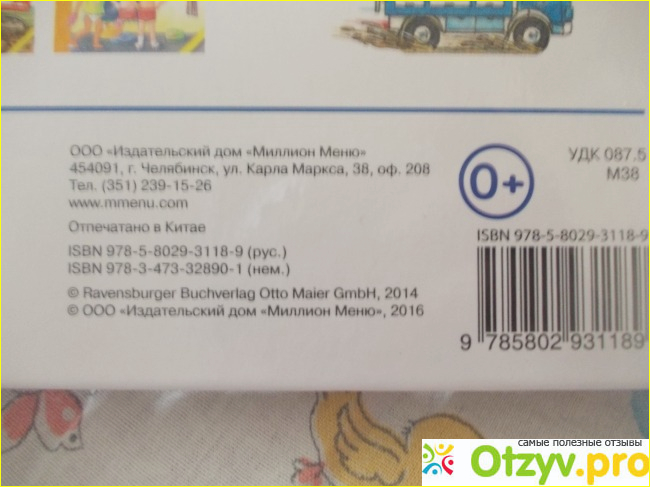 ООО «Издательский дом «Миллион Меню»
454091, г. Челябинск, ул. Карла Маркса, 38, оф. 208
Тел. (351) 239-15-26
www.mmenu.com
Отпечатано в Китае
ISBN 978-5-8029-3118-9 (рус.)
ISBN 978-3-473-32890-1 (нем.)
© Ravensburger Buchverlag Otto Maier GmbH, 2014
© ООО «Издательский дом «Миллион Меню», 2016
0+
УДК 087.5
М38
ISBN 978-5-8029-3118-9
9 785802 931189
самые полезные отзывы
Otzyv.pro